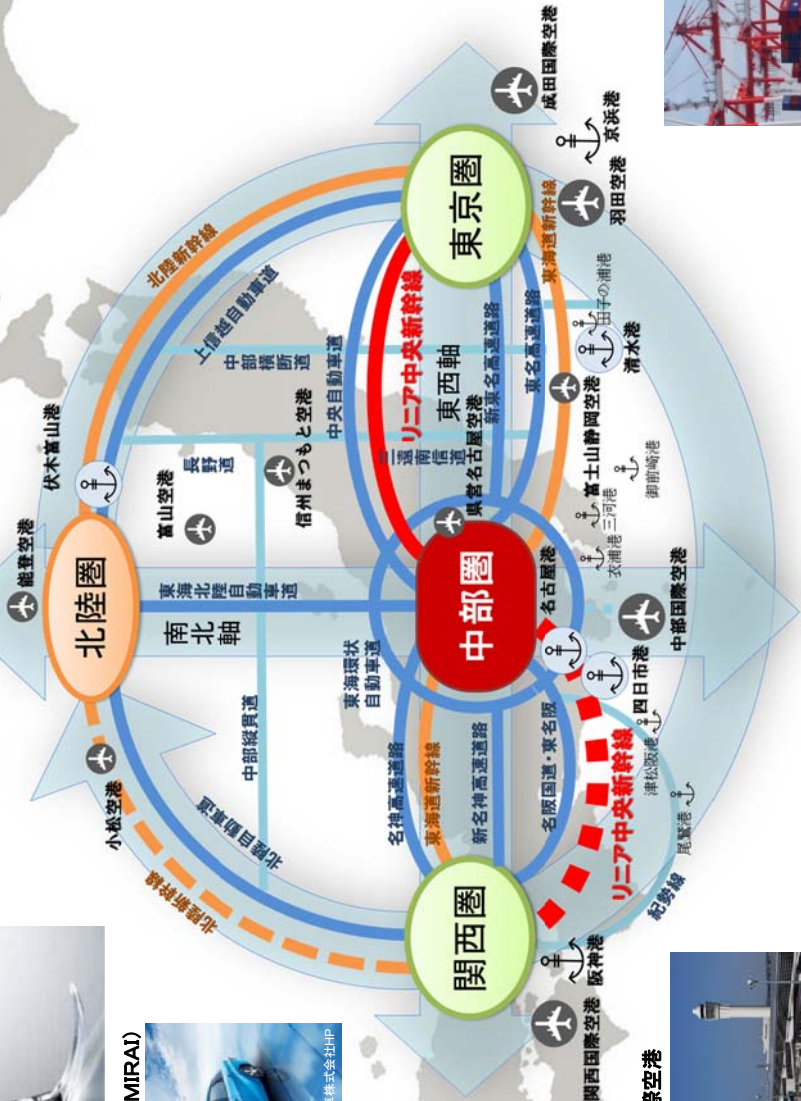 能登空港
伏木富山港
北陸圏
富山空港
小松空港
北陸新幹線
上信越自動車道
中部
横断
道
長野
道
信州まつもと空港
東海北陸自動車道
南北軸
中部縦貫道
北陸自動車道
北陸新幹線
中央自動車道
リニア中央新幹線
東西軸
三遠南信道
新東名高速道路
東名高速道路
東海道新幹線
県営名古屋空港
東京圏
成田国際空港
京浜港
羽田空港
田子の浦港
清水港
富士山静岡空港
御前崎港
三河港
衣浦港
中部圏
名古屋港
中部国際空港
四日市港
東海環状
自動車道
名神高速道路
東海道新幹線
新名神高速道路
名阪国道・東名阪
リニア中央新幹線
津松阪港
尾鷲港
紀勢線
関西圏
阪神港
関西国際空港
MIRAI)
株式会社HP
際空港